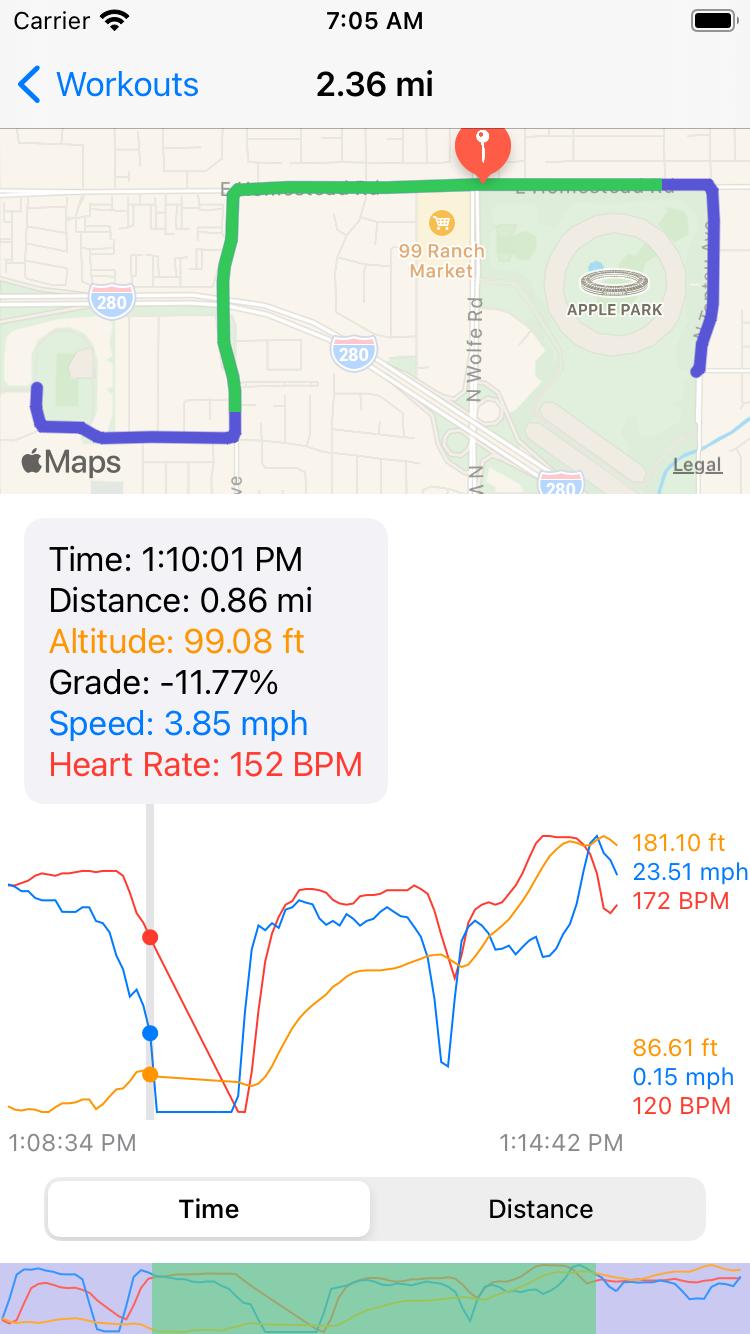 Carrier 7:05 AM
Workouts 2.36 mi
E Homestead Rd
E Homestead Rd
99 Ranch
Market
APPLE PARK
280
280
280
N Wolfe Rd
N Tantau Ave
Maps
Legal
ve
Time: 1:10:01 PM
Distance: 0.86 mi
Altitude: 99.08 ft
Grade: -11.77%
Speed: 3.85 mph
Heart Rate: 152 BPM
181.10 ft
23.51 mph
172 BPM
86.61 ft
0.15 mph
120 BPM
1:08:34 PM 1:14:42 PM
Time Distance